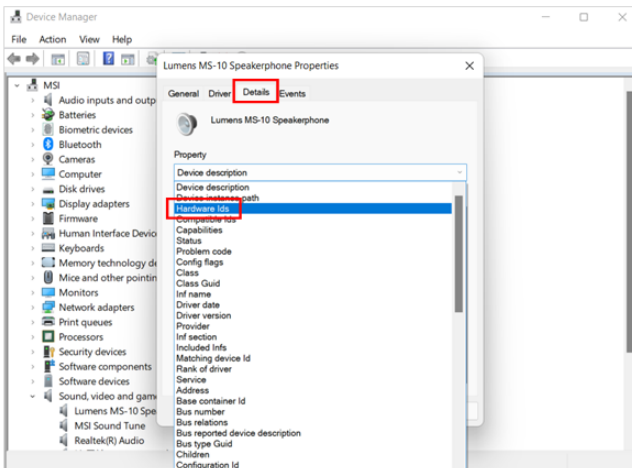 Device Manager
File Action View Help
MSI
Audio inputs and outp
Batteries
Biometric devices
Bluetooth
Cameras
Computer
Disk drives
Display adapters
Firmware
Human Interface Devic
Keyboards
Memory technology de
Mice and other pointin
Monitors
Network adapters
Print queues
Processors
Security devices
Software components
Software devices
Sound, video and gam
Lumens MS-10 Spe
MSI Sound Tune
Realtek(R) Audio
Lumens MS-10 Speakerphone Properties
General Driver Details Events
Lumens MS-10 Speakerphone
Property
Device description
Device description
Device instance path
Hardware Ids
Compatible Ids
Capabilities
Status
Problem code
Config flags
Class
Class Guid
Inf name
Driver date
Driver version
Provider
Inf section
Included Infs
Matching device Id
Rank of driver
Service
Address
Base container Id
Bus number
Bus relations
Bus reported device description
Bus type Guid
Children
Configuration Id